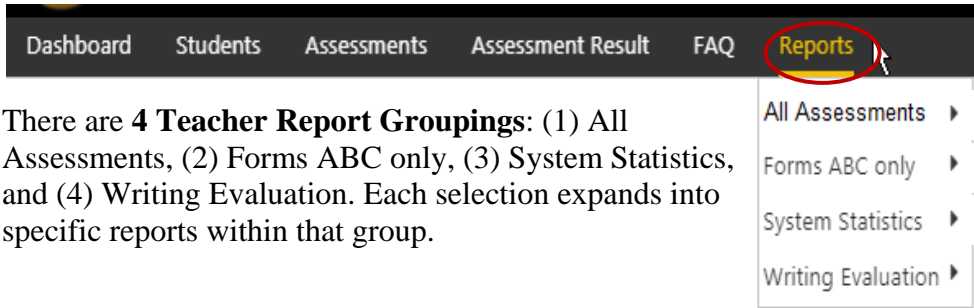 Dashboard Students Assessments Assessment Result FAQ Reports
There are 4 Teacher Report Groupings: (1) All
Assessments, (2) Forms ABC only, (3) System Statistics,
and (4) Writing Evaluation. Each selection expands into
specific reports within that group.
All Assessments
Forms ABC only
System Statistics
Writing Evaluation